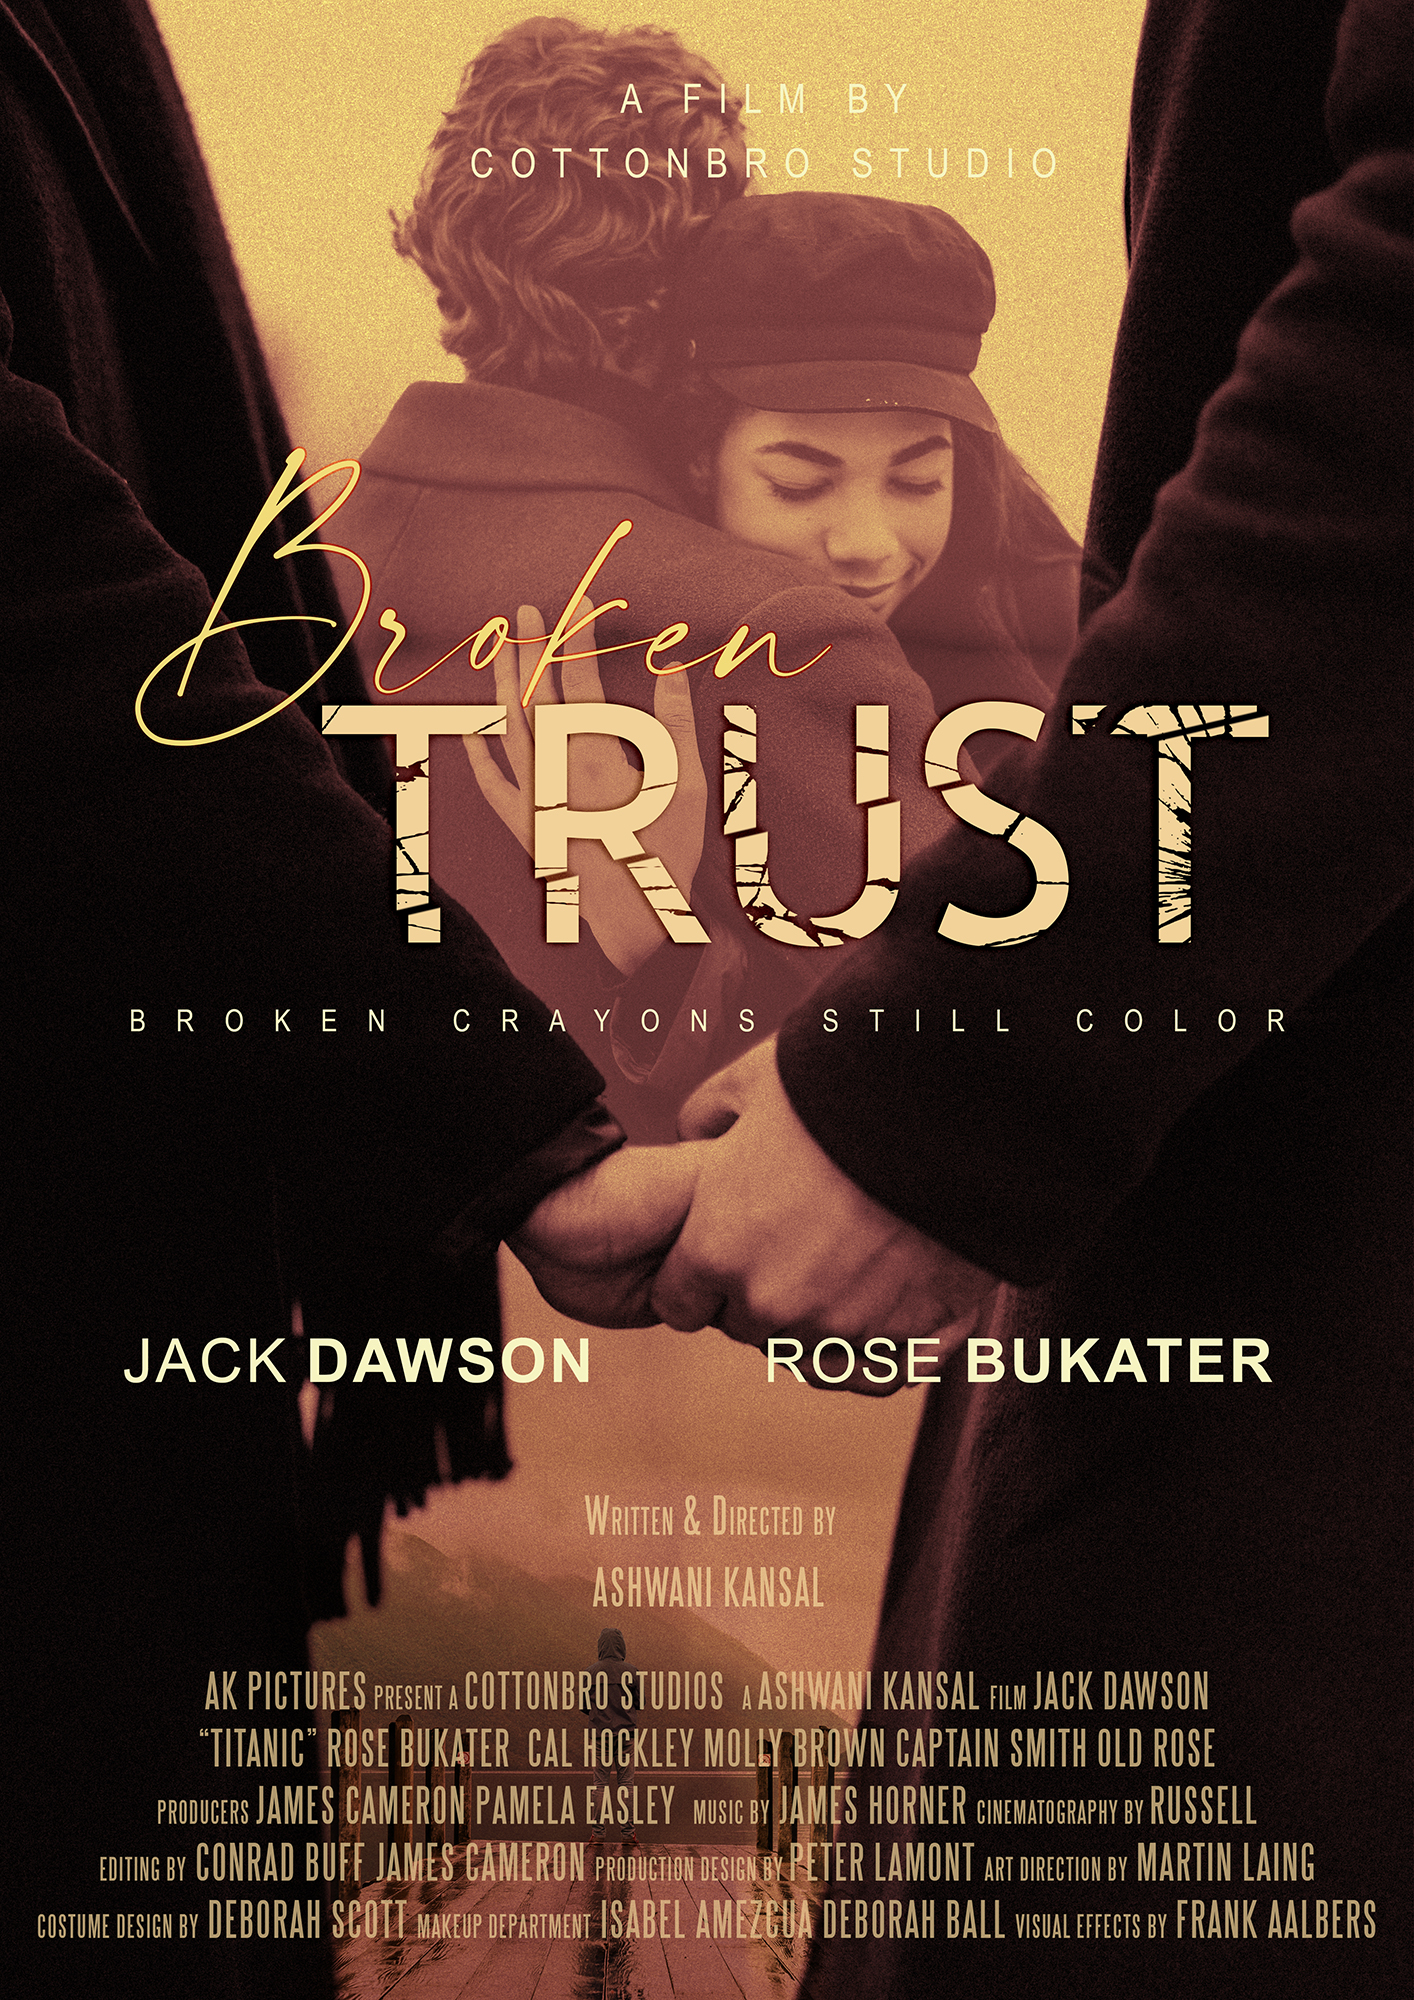 A FILM BY
COTTONBRO STUDIO
Broken
TRUST
BROKEN CRAYONS STILL COLOR
JACK DAWSON ROSE BUKATER
WRITTEN & DIRECTED BY
ASHWANI KANSAL
AK PICTURES PRESENT A COTTONBRO STUDIOS A ASHWANI KANSAL FILM JACK DAWSON
“TITANIC” ROSE BUKATER CAL HOCKLEY MOLLY BROWN CAPTAIN SMITH OLD ROSE
PRODUCERS JAMES CAMERON PAMELA EASLEY MUSIC BY JAMES HORNER CINEMATOGRAPHY BY RUSSELL
EDITING BY CONRAD BUFF JAMES CAMERON PRODUCTION DESIGN BY PETER LAMONT ART DIRECTION BY MARTIN LAING
COSTUME DESIGN BY DEBORAH SCOTT MAKEUP DEPARTMENT ISABEL AMEZCUA DEBORAH BALL VISUAL EFFECTS BY FRANK AALBERS